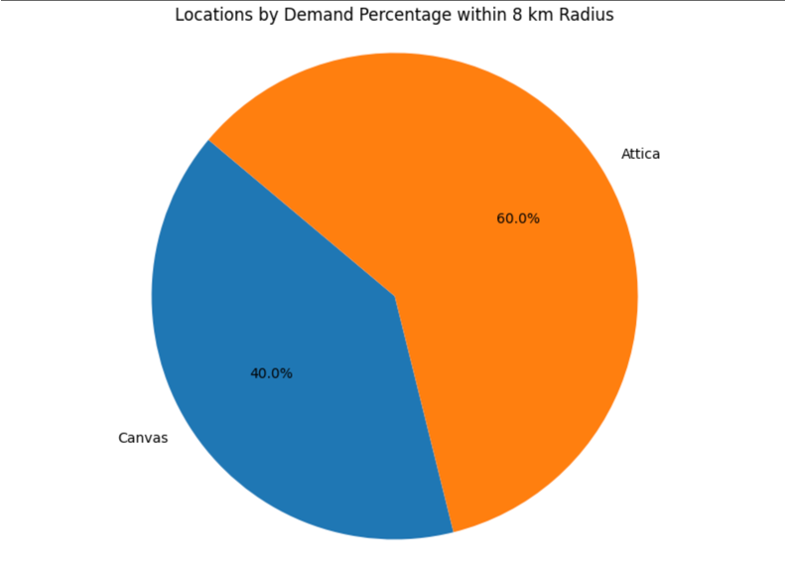 Locations by Demand Percentage within 8 km Radius
Attica
60.0%
40.0%
Canvas